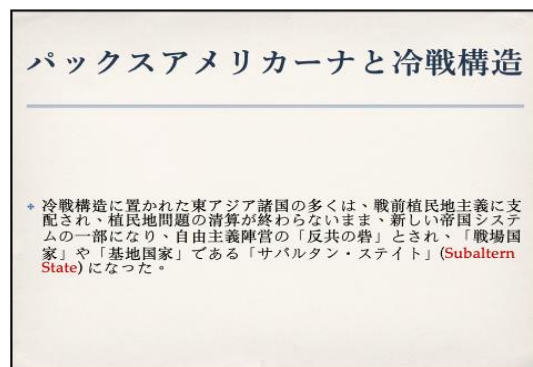 パックスアメリカーナと冷戦構造
冷戦構造に置かれた東アジア諸国の多くは、戦前植民地主義に支
配され、植民地問題の清算が終わらないまま、新しい帝国システ
ムの一部になり、自由主義陣営の「反共の砦」とされ、「戦場国
家」や「基地国家」である「サバルタン・ステイト」(Subaltern
State) になった。